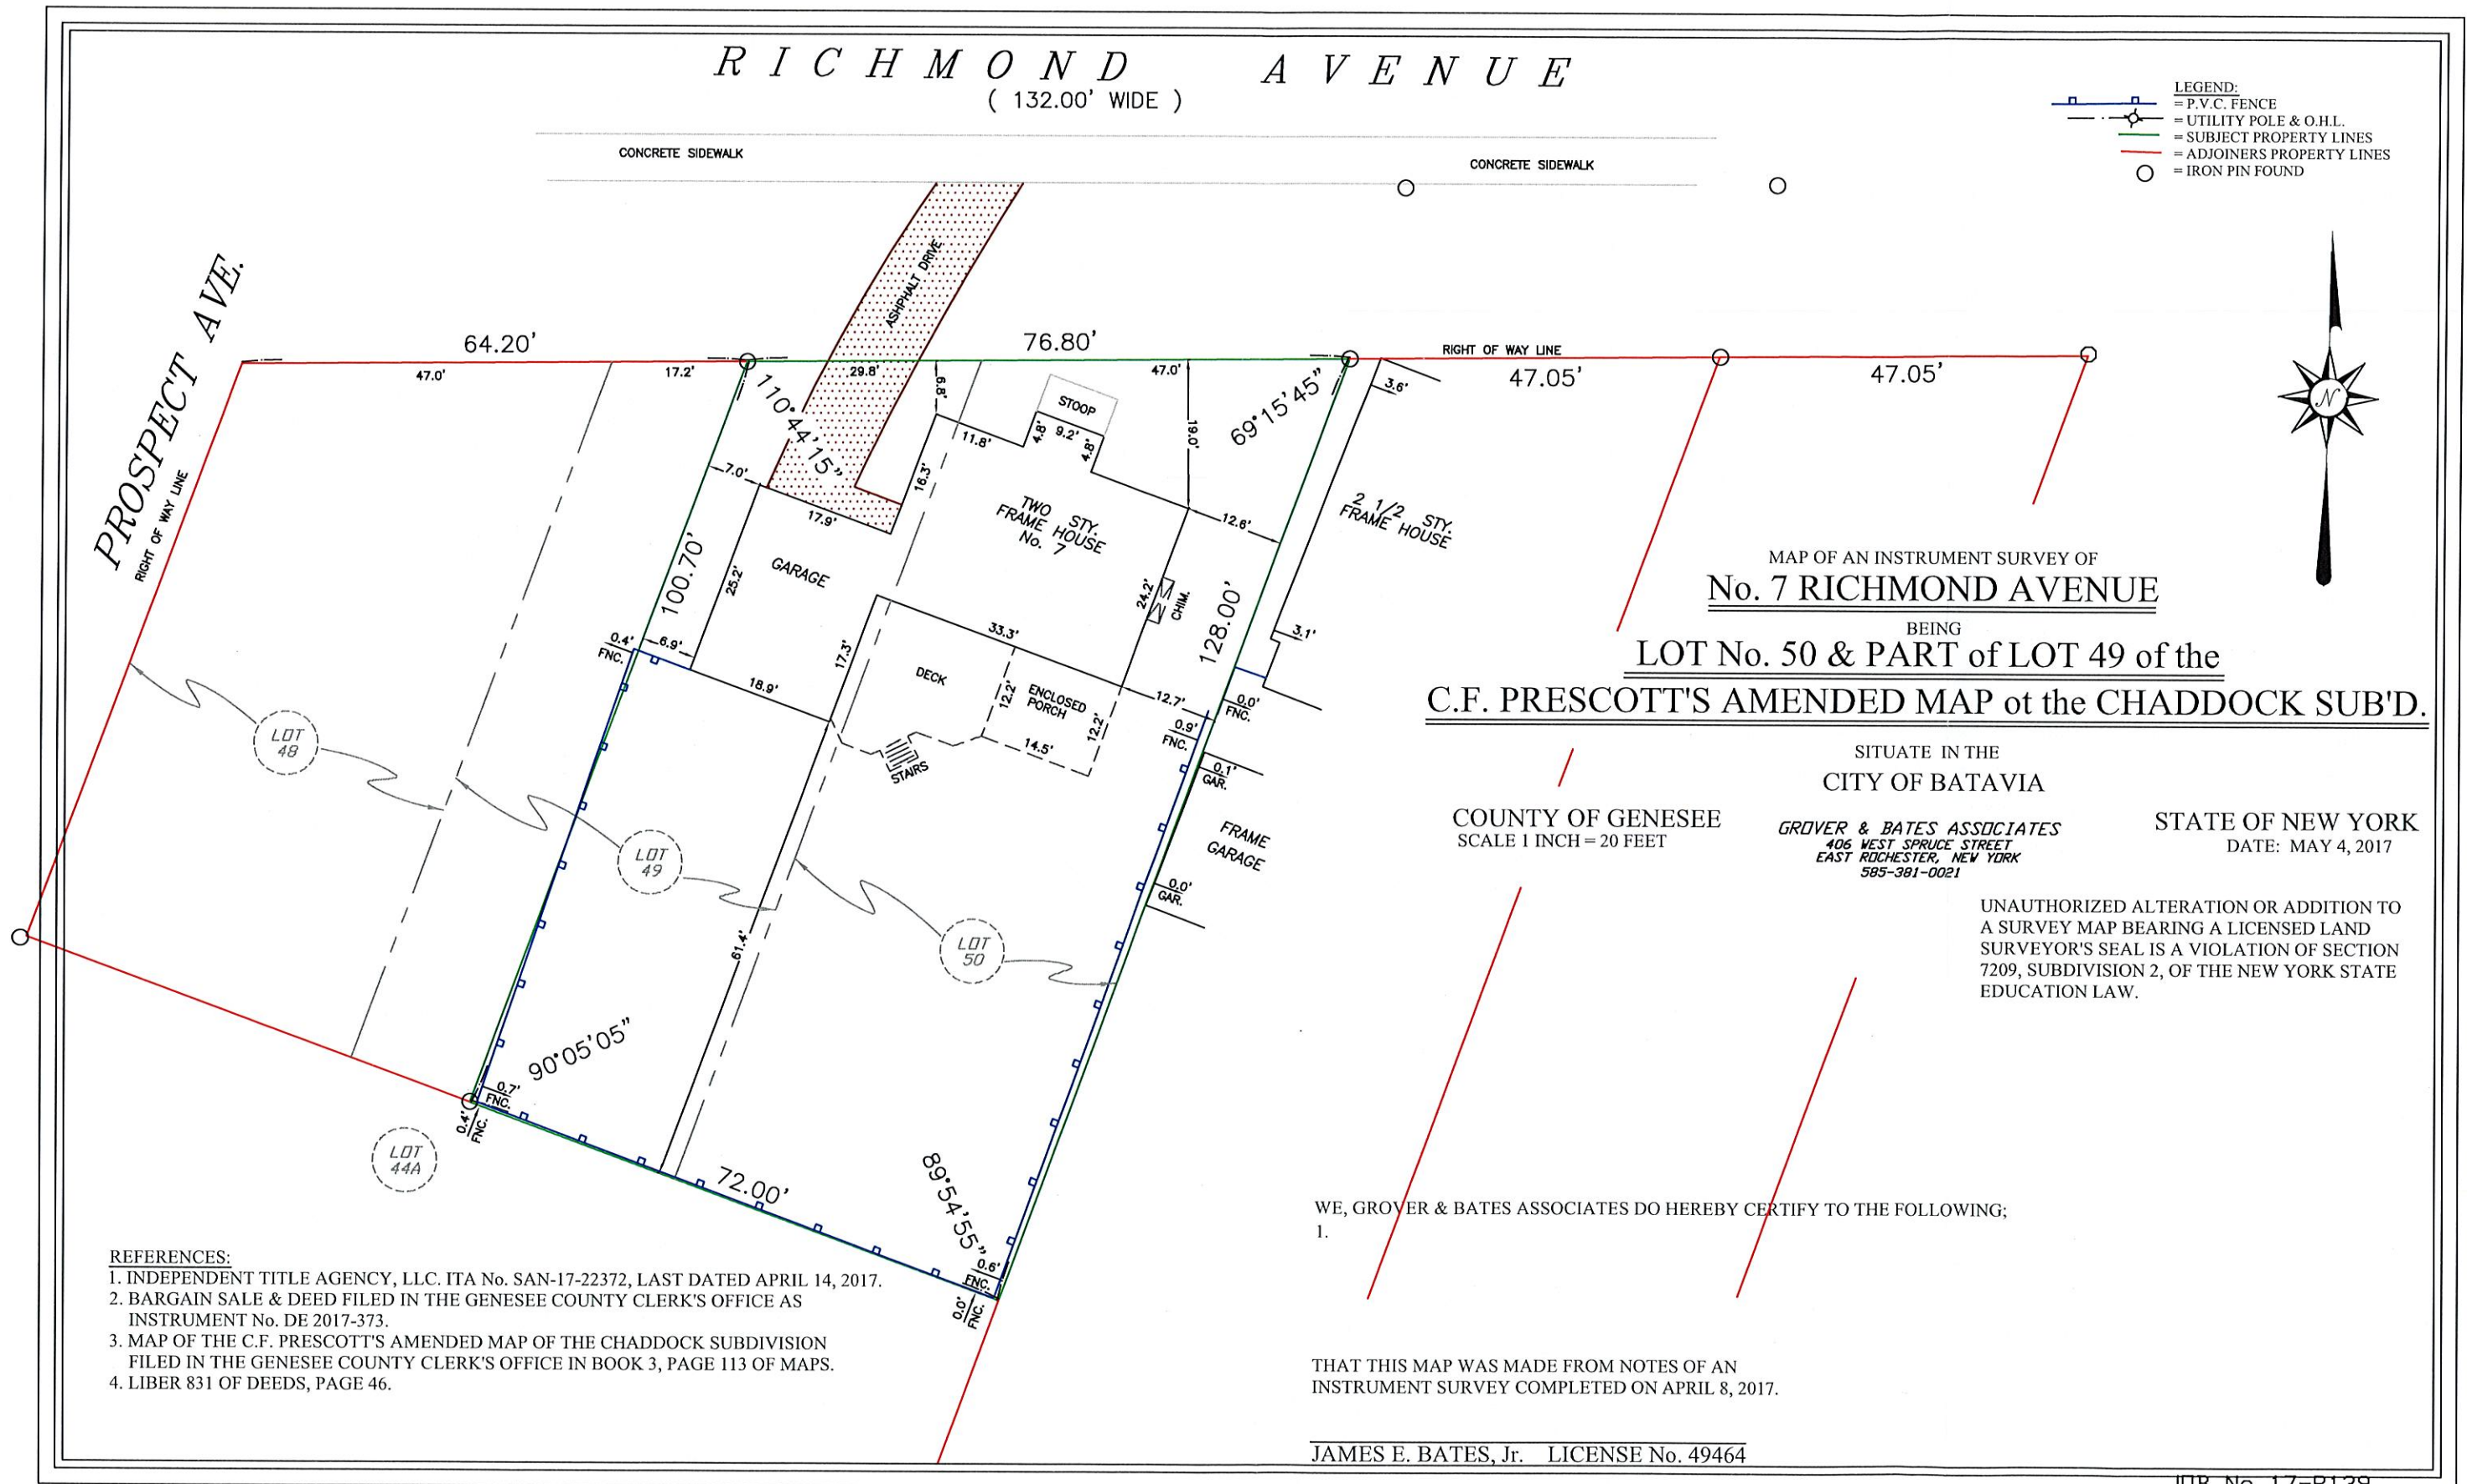 RICHMOND AVENUE
( 132.00' WIDE )
LEGEND:
= P.V.C. FENCE
= UTILITY POLE & O.H.L.
= SUBJECT PROPERTY LINES
= ADJOINERS PROPERTY LINES
= IRON PIN FOUND
CONCRETE SIDEWALK
CONCRETE SIDEWALK
ASHPHALT DRIVE
PROSPECT AVE.
RIGHT OF WAY LINE
64.20'
76.80'
RIGHT OF WAY LINE
47.0'
17.2'
29.8'
47.0'
47.05'
47.05'
110°44'15"
69°15'45"
6.8'
STOOP
3.6'
11.8'
4.8'
9.2'
4.8'
19.0'
7.0'
16.3'
17.9'
TWO STY.
FRAME HOUSE
No. 7
12.6'
2 1/2 STY.
FRAME HOUSE
100.70'
25.2'
GARAGE
24.2'
CHIM.
128.00'
3.1'
0.4'
FNC.
6.9'
18.9'
17.3'
33.3'
DECK
12.2'
ENCLOSED
PORCH
12.2'
12.7'
0.0'
FNC.
0.9'
FNC.
14.5'
STAIRS
0.1'
GAR.
FRAME
GARAGE
0.0'
GAR.
LOT
48
LOT
49
LOT
50
61.4'
90°05'05"
0.7'
FNC.
0.4'
FNC.
LOT
44A
72.00'
89°54'55"
0.6'
FNC.
0.0'
FNC.
N
MAP OF AN INSTRUMENT SURVEY OF
No. 7 RICHMOND AVENUE
BEING
LOT No. 50 & PART of LOT 49 of the
C.F. PRESCOTT'S AMENDED MAP ot the CHADDOCK SUB'D.
SITUATE IN THE
CITY OF BATAVIA
COUNTY OF GENESEE
SCALE 1 INCH = 20 FEET
GROVER & BATES ASSOCIATES
406 WEST SPRUCE STREET
EAST ROCHESTER, NEW YORK
585-381-0021
STATE OF NEW YORK
DATE: MAY 4, 2017
UNAUTHORIZED ALTERATION OR ADDITION TO
A SURVEY MAP BEARING A LICENSED LAND
SURVEYOR'S SEAL IS A VIOLATION OF SECTION
7209, SUBDIVISION 2, OF THE NEW YORK STATE
EDUCATION LAW.
WE, GROVER & BATES ASSOCIATES DO HEREBY CERTIFY TO THE FOLLOWING;
1.
REFERENCES:
1. INDEPENDENT TITLE AGENCY, LLC. ITA No. SAN-17-22372, LAST DATED APRIL 14, 2017.
2. BARGAIN SALE & DEED FILED IN THE GENESEE COUNTY CLERK'S OFFICE AS
INSTRUMENT No. DE 2017-373.
3. MAP OF THE C.F. PRESCOTT'S AMENDED MAP OF THE CHADDOCK SUBDIVISION
FILED IN THE GENESEE COUNTY CLERK'S OFFICE IN BOOK 3, PAGE 113 OF MAPS.
4. LIBER 831 OF DEEDS, PAGE 46.
THAT THIS MAP WAS MADE FROM NOTES OF AN
INSTRUMENT SURVEY COMPLETED ON APRIL 8, 2017.
JAMES E. BATES, Jr. LICENSE No. 49464